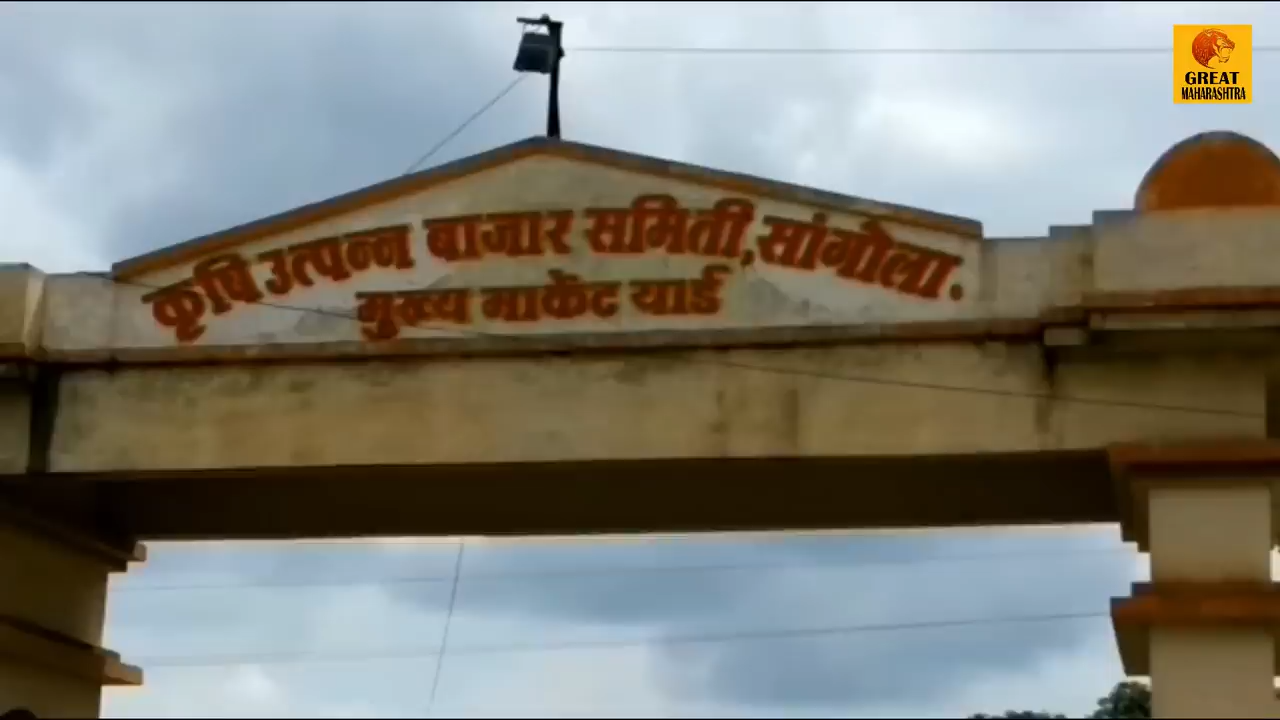 GREAT
MAHARASHTRA
कृषि उत्पन्न बाजार समिती, सांगोला.
मुख्य मार्केट यार्ड